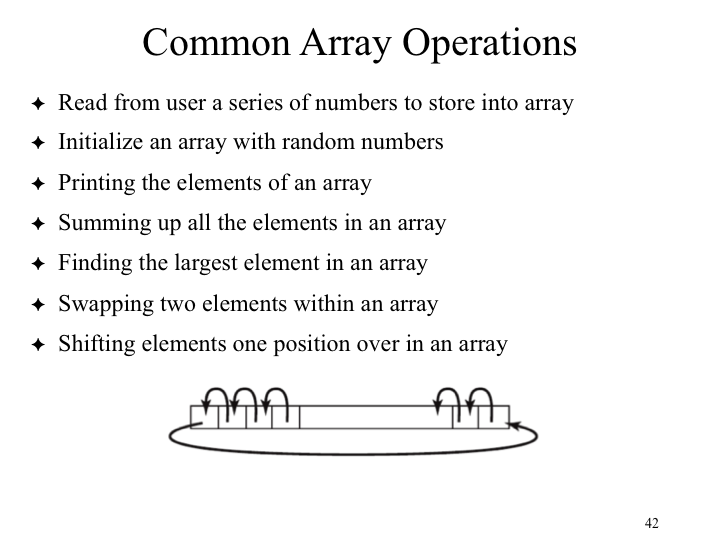 Common Array Operations
✦ Read from user a series of numbers to store into array
✦ Initialize an array with random numbers
✦ Printing the elements of an array
✦ Summing up all the elements in an array
✦ Finding the largest element in an array
✦ Swapping two elements within an array
✦ Shifting elements one position over in an array
42